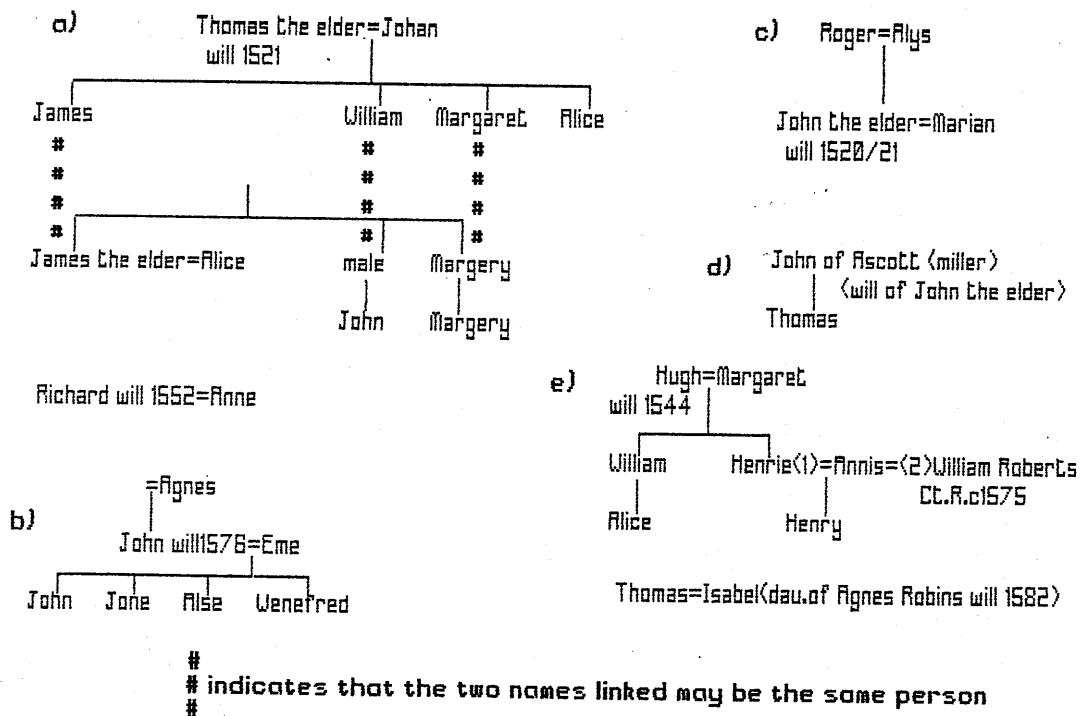 a)
Thomas the elder=Johan
will 1521
James William Margaret Alice
# # #
# # #
# # #
# # #
James the elder=Alice male Margery
John Margery
Richard will 1552=Anne
b)
=Agnes
John will1576=Eme
John Jone Alse Wenefred
c)
Roger=Alys
John the elder=Marian
will 1520/21
d)
John of Ascott (miller)
(will of John the elder)
Thomas
e)
Hugh=Margaret
will 1544
William Henrie(1)=Annis=(2)William Roberts
Ct.R.c1575
Alice Henry
Thomas=Isabel(dau.of Agnes Robins will 1582)
#
# indicates that the two names linked may be the same person
#